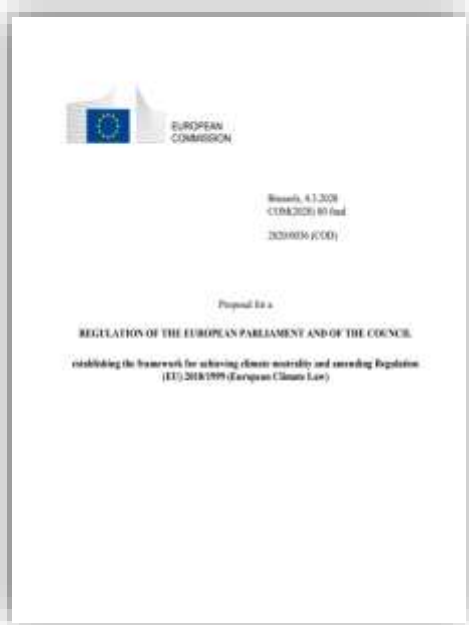 EUROPEAN
COMMISSION
Brussels, 4.3.2020
COM(2020) 80 final
2020/0036 (COD)
Proposal for a
REGULATION OF THE EUROPEAN PARLIAMENT AND OF THE COUNCIL
establishing the framework for achieving climate neutrality and amending Regulation
(EU) 2018/1999 (European Climate Law)